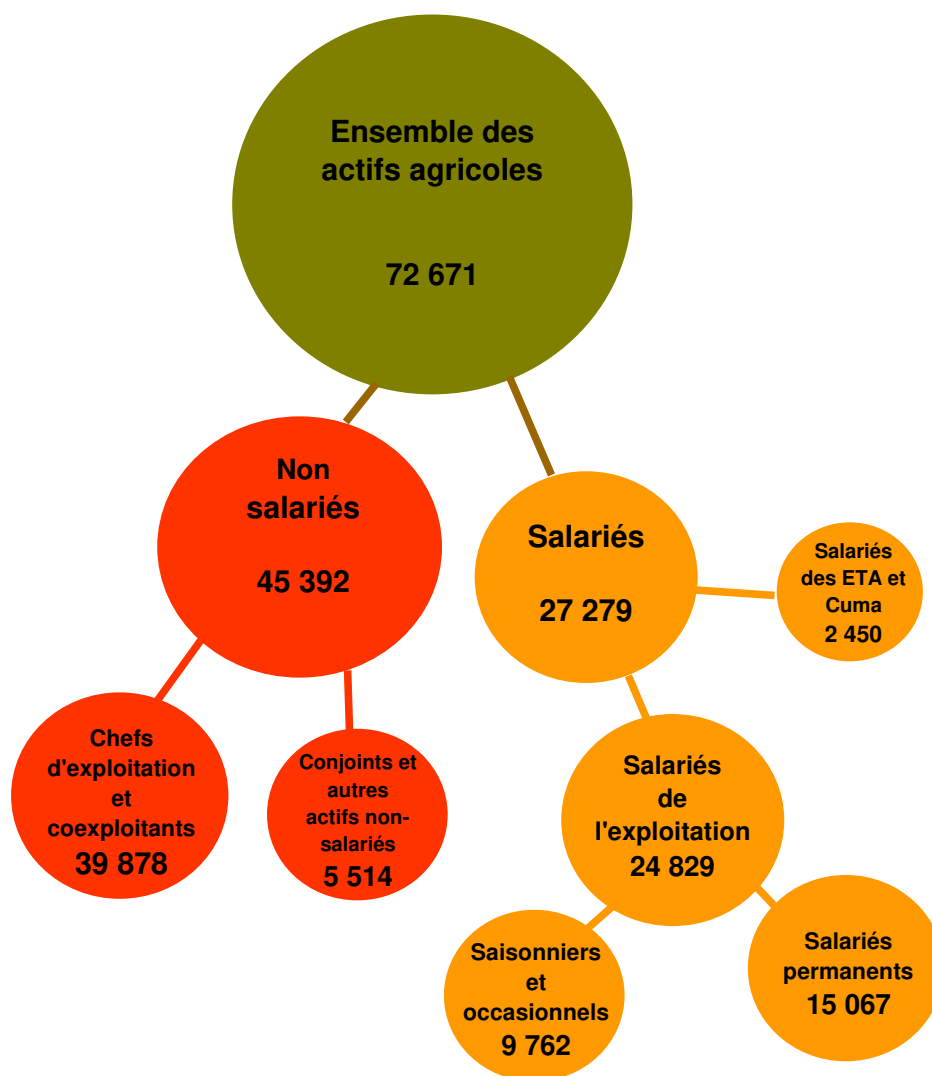 Ensemble des
actifs agricoles
72 671
Non
salariés
45 392
Salariés
27 279
Salariés
des ETA et
Cuma
2 450
Chefs
d'exploitation
et
coexploitants
39 878
Conjoints et
autres
actifs non-
salariés
5 514
Salariés
de
l'exploitation
24 829
Saisonniers
et
occasionnels
9 762
Salariés
permanents
15 067